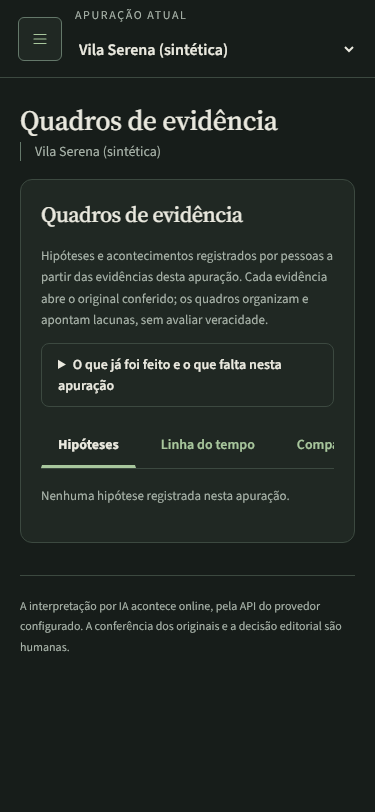 APURAÇÃO ATUAL
Vila Serena (sintética)
Quadros de evidência
Vila Serena (sintética)
Quadros de evidência
Hipóteses e acontecimentos registrados por pessoas a
partir das evidências desta apuração. Cada evidência
abre o original conferido; os quadros organizam e
apontam lacunas, sem avaliar veracidade.
O que já foi feito e o que falta nesta
apuração
Hipóteses Linha do tempo Compa
Nenhuma hipótese registrada nesta apuração.
A interpretação por IA acontece online, pela API do provedor
configurado. A conferência dos originais e a decisão editorial são
humanas.